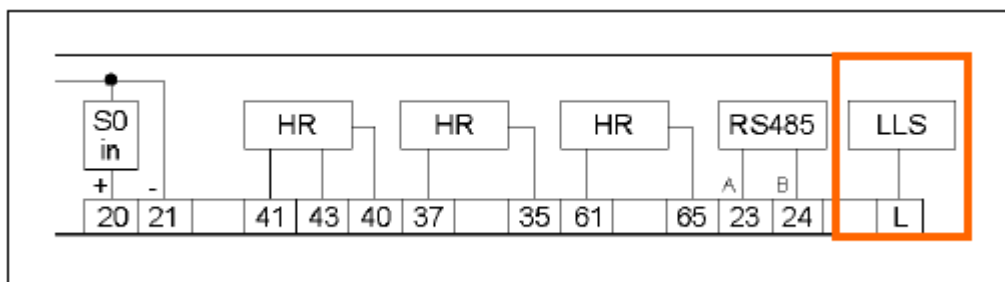 S0 in
HR HR HR RS485 LLS
+ - A B
20 21 41 43 40 37 35 61 65 23 24 L